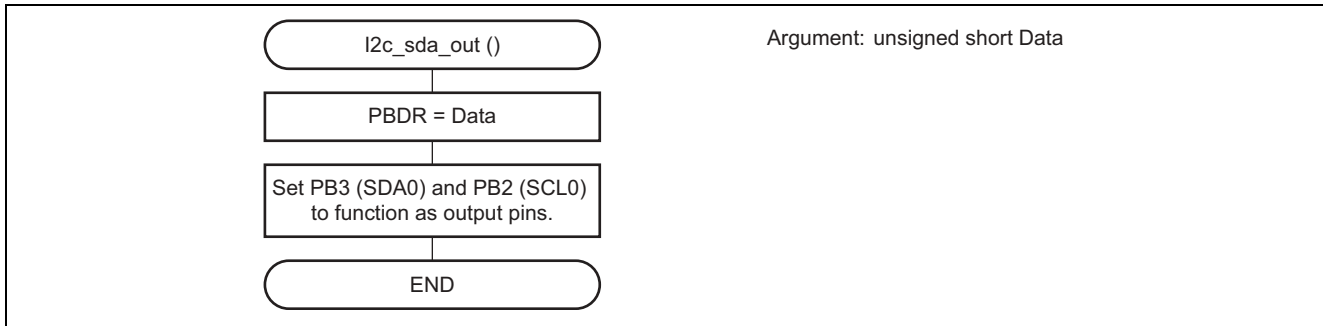 I2c_sda_out ()
Argument: unsigned short Data
PBDR = Data
Set PB3 (SDA0) and PB2 (SCL0)
to function as output pins.
END